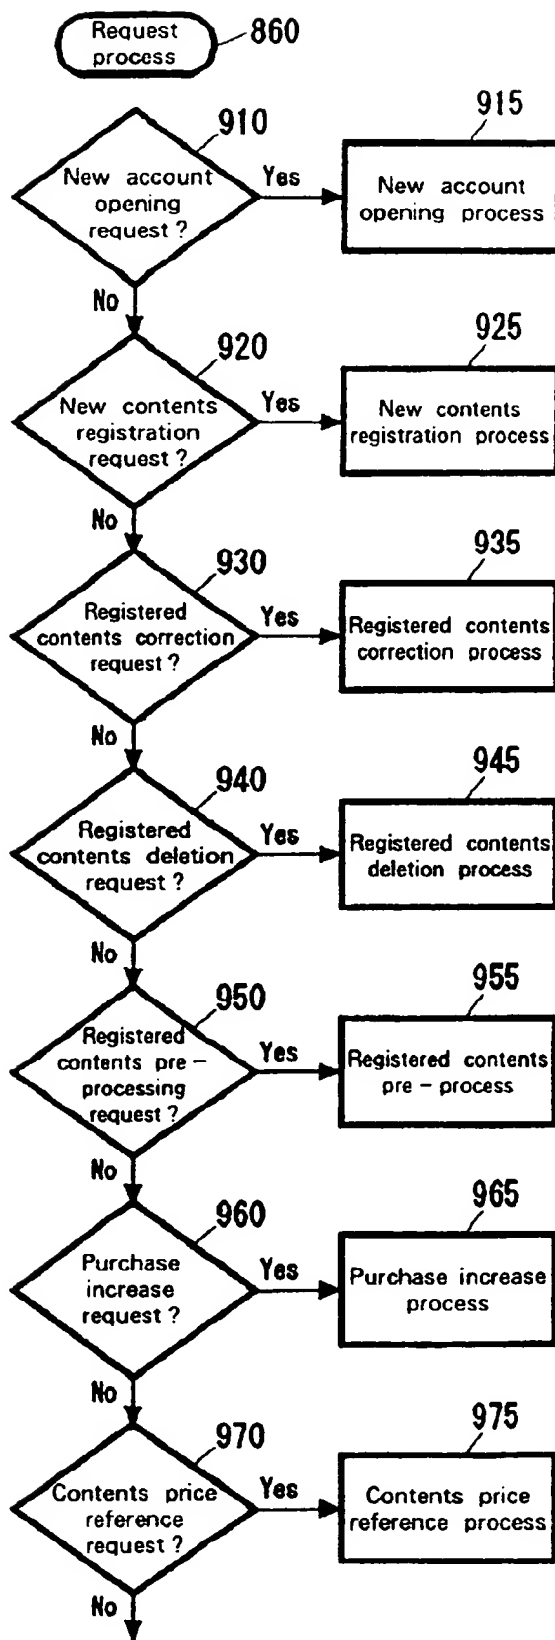 Request
process
860
910
New account
opening
request ?
Yes
915
New account
opening process
No
920
New contents
registration
request ?
Yes
925
New contents
registration process
No
930
Registered
contents correction
request ?
Yes
935
Registered contents
correction process
No
940
Registered
contents deletion
request ?
Yes
945
Registered contents
deletion process
No
950
Registered
contents pre –
processing
request ?
Yes
955
Registered contents
pre – process
No
960
Purchase
increase
request ?
Yes
965
Purchase increase
process
No
970
Contents price
reference
request ?
Yes
975
Contents price
reference process
No